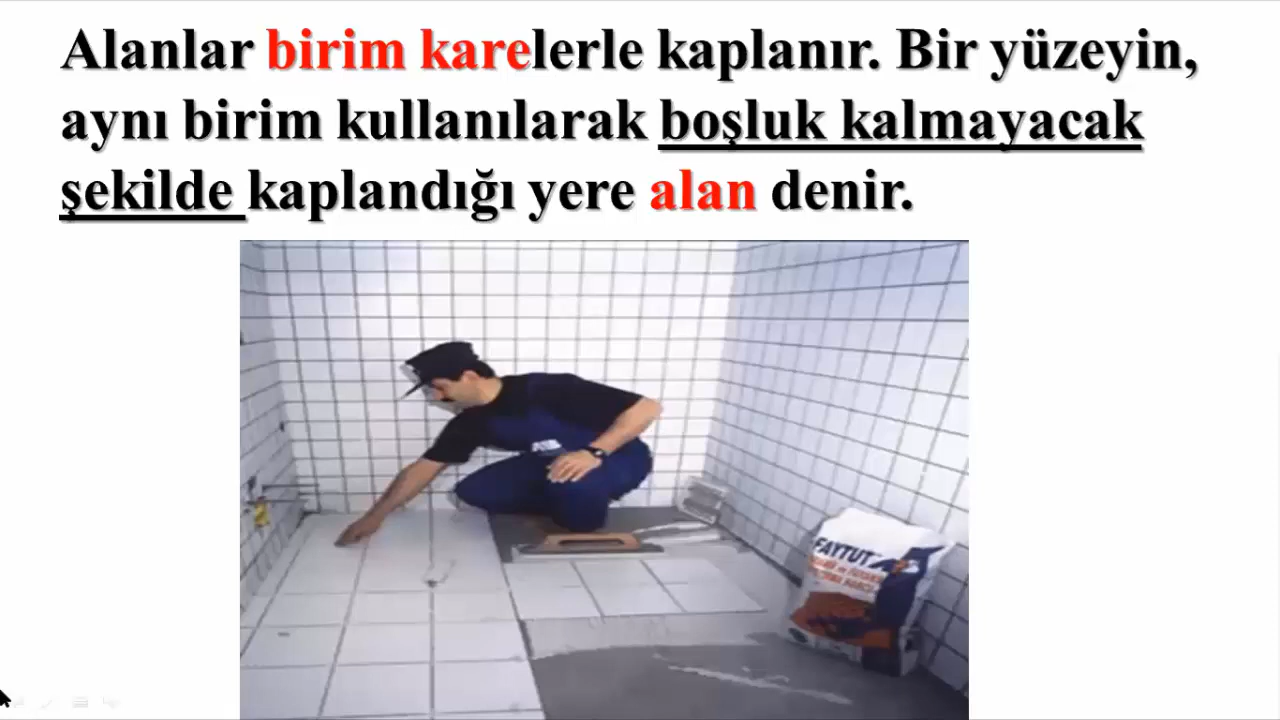 Alanlar birim karelerle kaplanır. Bir yüzeyin,
aynı birim kullanılarak boşluk kalmayacak
şekilde kaplandığı yere alan denir.
FAYTUT